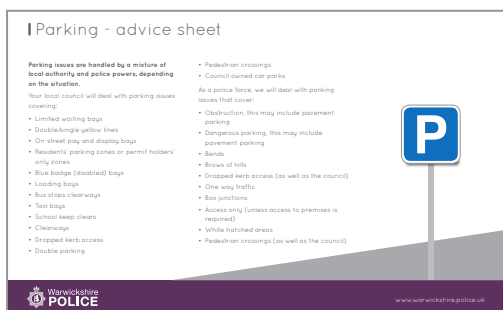 Parking - advice sheet
Parking issues are handled by a mixture of
local authority and police powers, depending
on the situation.
Your local council will deal with parking issues
covering:
• Limited waiting bays
• Double/single yellow lines
• On-street pay and display bays
• Residents' parking zones or permit holders'
only zones
• Blue badge (disabled) bays
• Loading bays
• Bus stops clearways
• Taxi bays
• School keep clears
• Clearways
• Dropped kerb access
• Double parking
• Pedestrian crossings
• Council owned car parks
As a police force, we will deal with parking
issues that cover:
• Obstruction, this may include pavement
parking
• Dangerous parking, this may include
pavement parking
• Bends
• Brows of hills
• Dropped kerb access (as well as the council)
• One way traffic
• Box junctions
• Access only (unless access to premises is
required)
• While hatched areas
• Pedestrian crossings (as well as the council)
P
Warwickshire
POLICE
www.warwickshire.police.uk